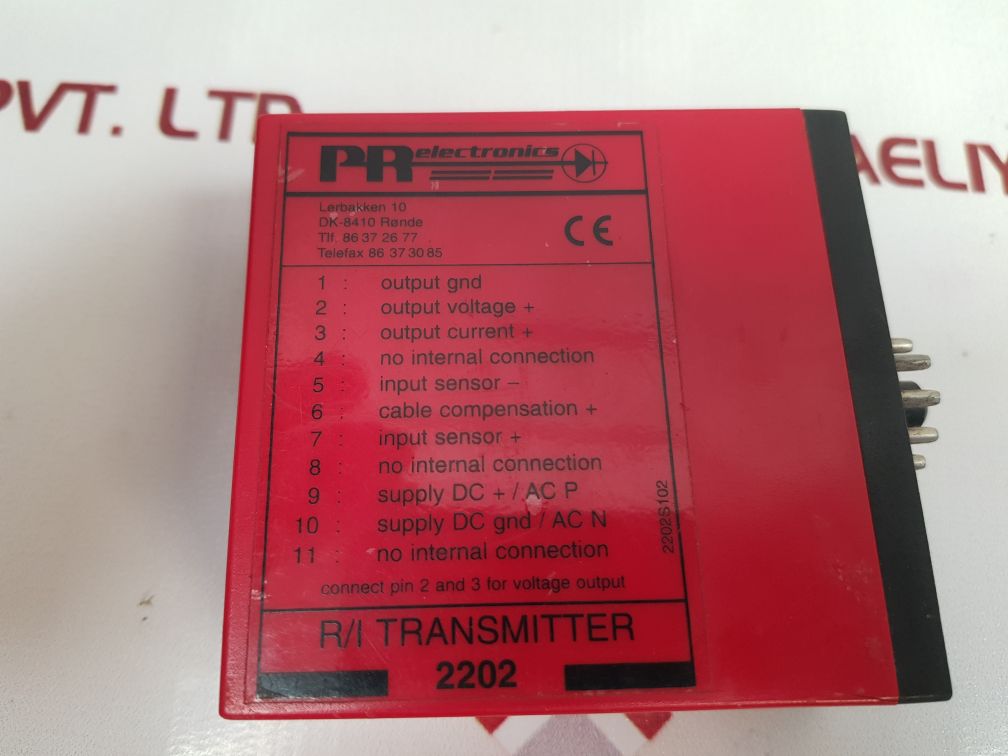 PVT. LTD
AELIY
PR electronics
Lerbakken 10
DK-8410 Rønde
Tlf. 86 37 26 77
Telefax 86 37 30 85
CE
1 : output gnd
2 : output voltage +
3 : output current +
4 : no internal connection
5 : input sensor –
6 : cable compensation +
7 : input sensor +
8 : no internal connection
9 : supply DC + / AC P
10 : supply DC gnd / AC N
11 : no internal connection
2202S102
connect pin 2 and 3 for voltage output
R/I TRANSMITTER
2202